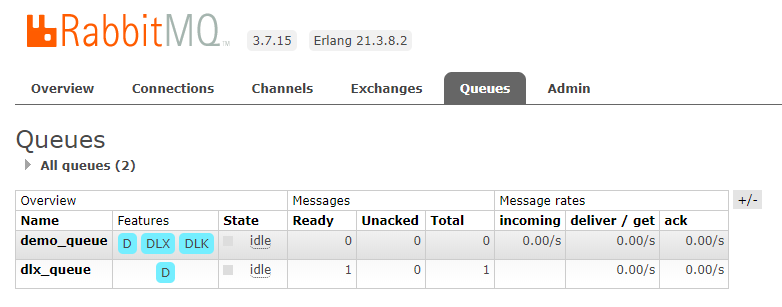 RabbitMQ TM 3.7.15 Erlang 21.3.8.2
Overview Connections Channels Exchanges Queues Admin
Queues
All queues (2)
Overview Messages Message rates +/-
Name Features State Ready Unacked Total incoming deliver / get ack
demo_queue D DLX DLK idle 0 0 0 0.00/s 0.00/s 0.00/s
dlx_queue D idle 1 0 1 0.00/s 0.00/s